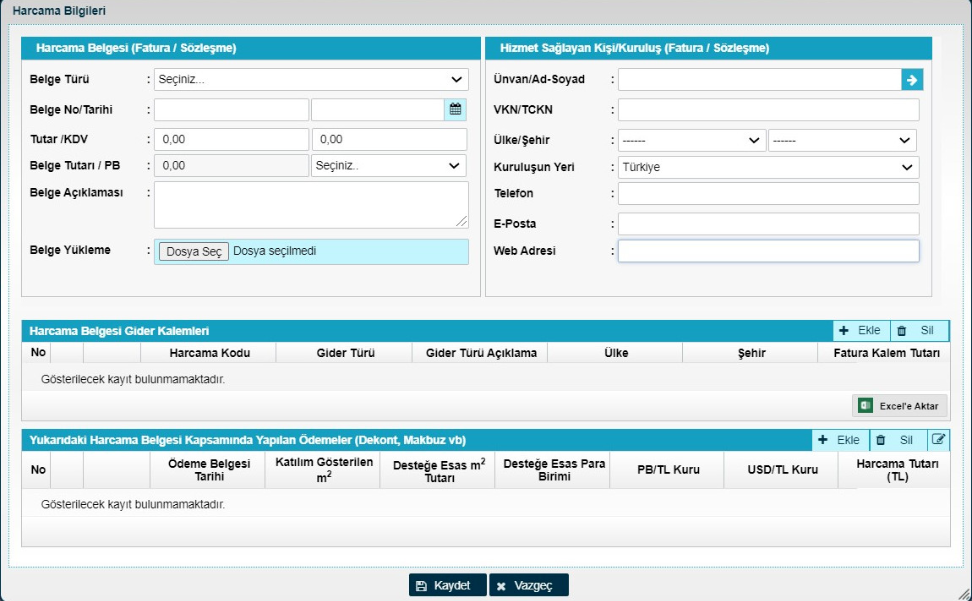 Harcama Bilgileri
Harcama Belgesi (Fatura / Sözleşme)
Belge Türü : Seçiniz...
Belge No/Tarihi :
Tutar /KDV : 0,00 0,00
Belge Tutarı / PB : 0,00 Seçiniz..
Belge Açıklaması :
Belge Yükleme : Dosya Seç Dosya seçilmedi
Hizmet Sağlayan Kişi/Kuruluş (Fatura / Sözleşme)
Ünvan/Ad-Soyad :
VKN/TCKN :
Ülke/Şehir : ------ ------
Kuruluşun Yeri : Türkiye
Telefon :
E-Posta :
Web Adresi :
Harcama Belgesi Gider Kalemleri + Ekle Sil
No Harcama Kodu Gider Türü Gider Türü Açıklama Ülke Şehir Fatura Kalem Tutarı
Gösterilecek kayıt bulunmamaktadır.
Excel'e Aktar
Yukarıdaki Harcama Belgesi Kapsamında Yapılan Ödemeler (Dekont, Makbuz vb) + Ekle Sil
No Ödeme Belgesi Tarihi Katılım Gösterilen m² Desteğe Esas m² Tutarı Desteğe Esas Para Birimi PB/TL Kuru USD/TL Kuru Harcama Tutarı (TL)
Gösterilecek kayıt bulunmamaktadır.
Kaydet Vazgeç